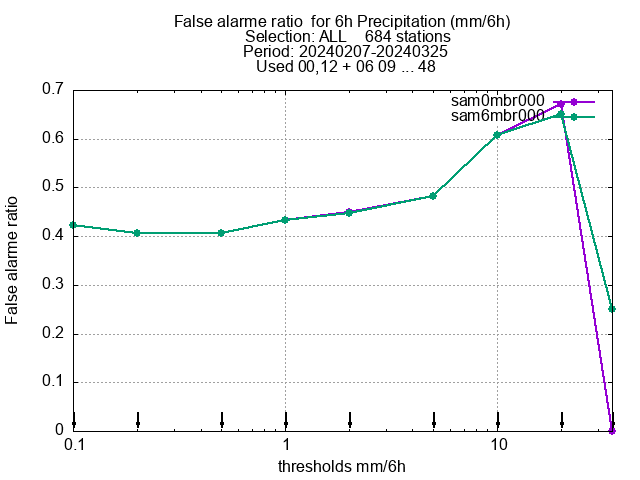 False alarme ratio  for 6h Precipitation (mm/6h)
Selection: ALL    684 stations
Period: 20240207-20240325
Used 00,12 + 06 09 ... 48
sam0mbr000
sam6mbr000
False alarme ratio
0.7
0.6
0.5
0.4
0.3
0.2
0.1
0
0.1 1 10
thresholds mm/6h